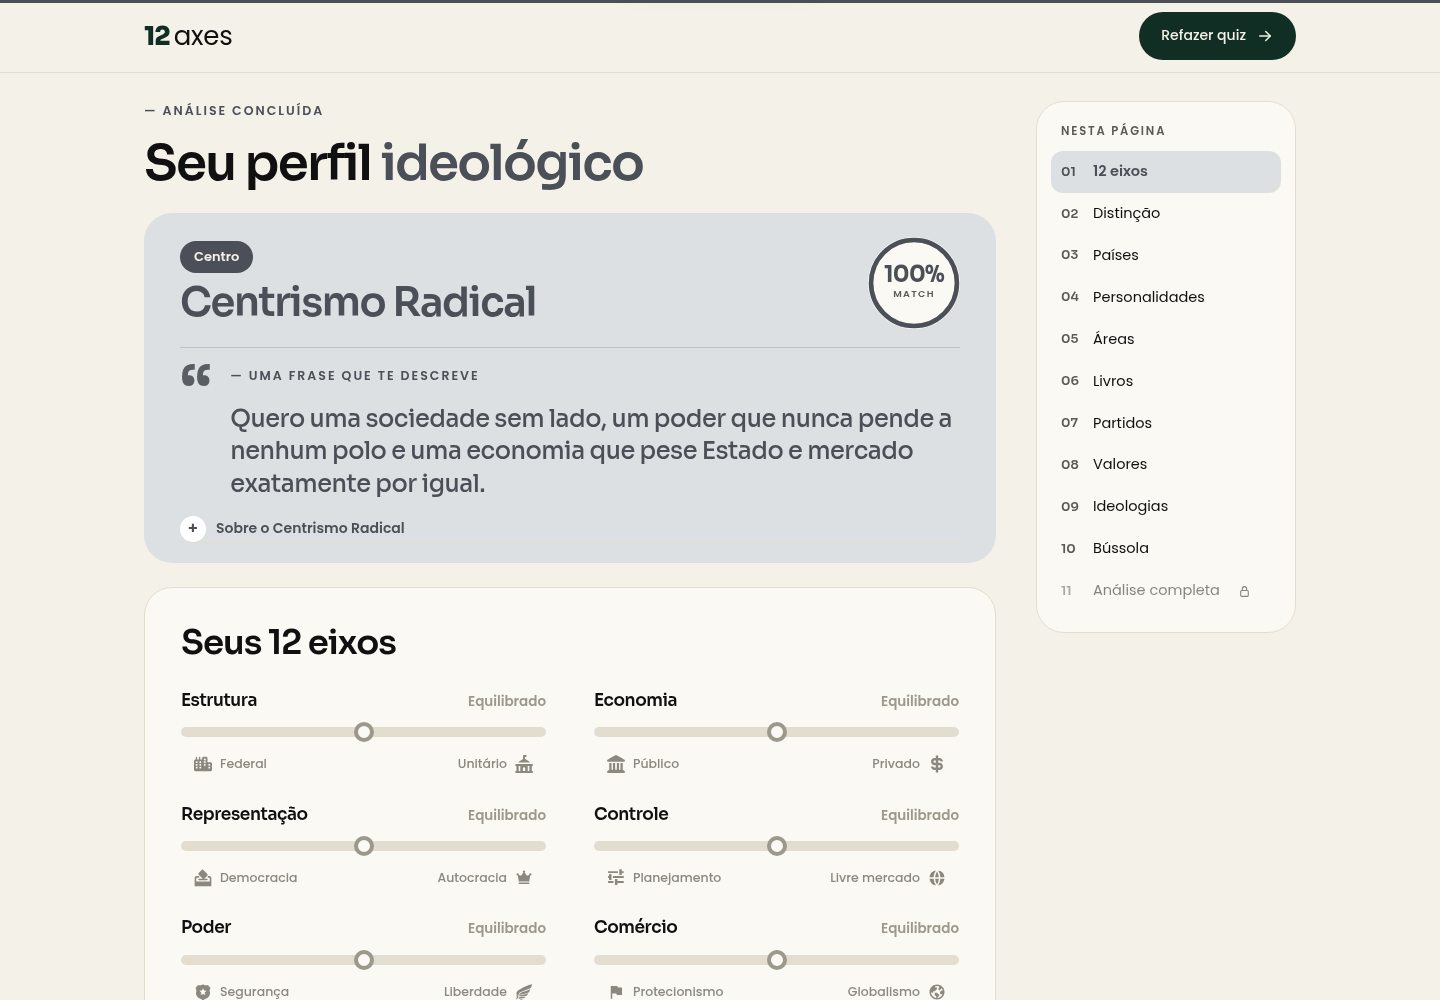 12 axes
Refazer quiz
— ANÁLISE CONCLUÍDA
Seu perfil ideológico
Centro
Centrismo Radical
100%
MATCH
— UMA FRASE QUE TE DESCREVE
Quero uma sociedade sem lado, um poder que nunca pende a
nenhum polo e uma economia que pese Estado e mercado
exatamente por igual.
+ Sobre o Centrismo Radical
NESTA PÁGINA
01 12 eixos
02 Distinção
03 Países
04 Personalidades
05 Áreas
06 Livros
07 Partidos
08 Valores
09 Ideologias
10 Bússola
11 Análise completa
Seus 12 eixos
Estrutura Equilibrado
Federal Unitário
Economia Equilibrado
Público Privado
Representação Equilibrado
Democracia Autocracia
Controle Equilibrado
Planejamento Livre mercado
Poder Equilibrado
Segurança Liberdade
Comércio Equilibrado
Protecionismo Globalismo